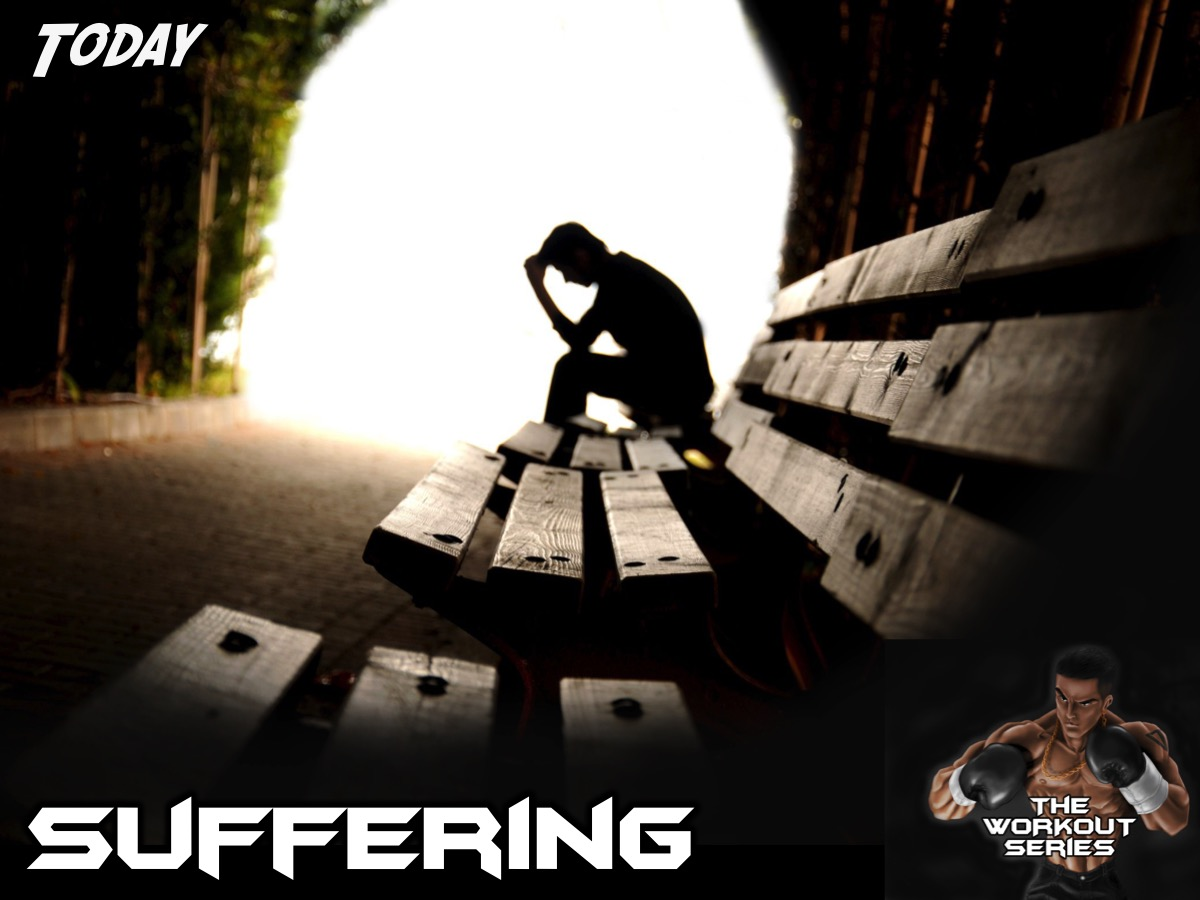 Today
SUFFERING
THE
WORKOUT
SERIES